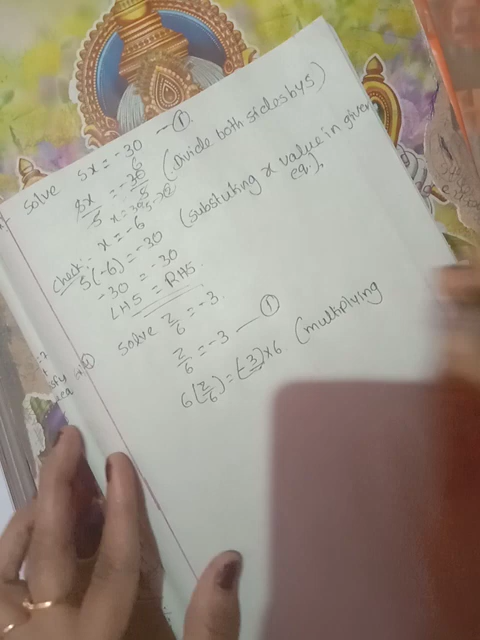 Solve 5x = -30 — ①
5x/5 = -30/5 (Divide both sides by 5)
x = -6
Check:- 5(-6) = -30 (substuting x value in given eq),
-30 = -30
LHS = RHS
Solve z/6 = -3
z/6 = -3 — ①
6(z/6) = (-3)x6 (multiplying